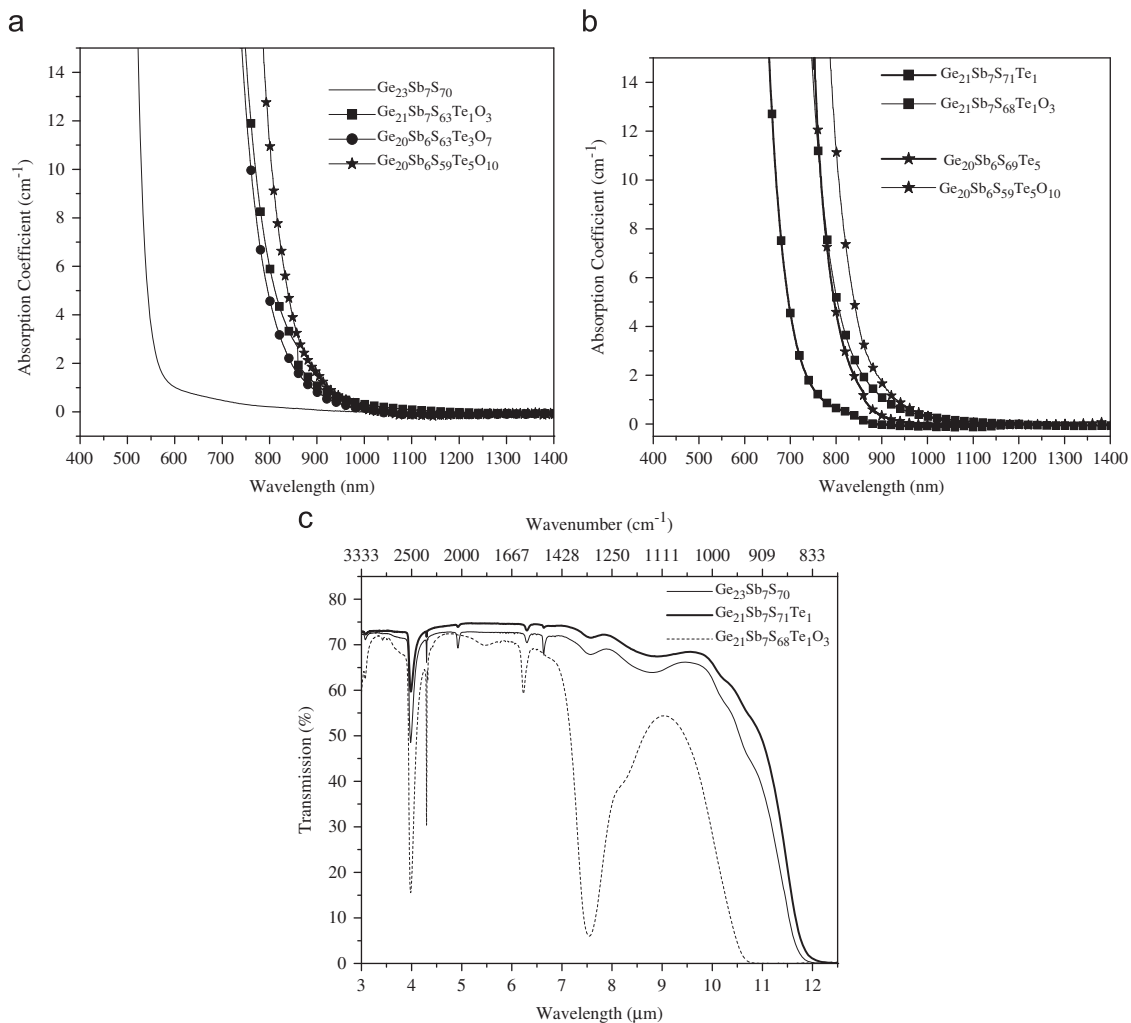 a
14
12
10
8
6
4
2
0
Absorption Coefficient (cm⁻¹)
Ge₂₃Sb₇S₇₀
Ge₂₁Sb₇S₆₃Te₁O₃
Ge₂₀Sb₆S₆₃Te₃O₇
Ge₂₀Sb₆S₅₉Te₅O₁₀
400 500 600 700 800 900 1000 1100 1200 1300 1400
Wavelength (nm)
b
14
12
10
8
6
4
2
0
Absorption Coefficient (cm⁻¹)
Ge₂₁Sb₇S₇₁Te₁
Ge₂₁Sb₇S₆₈Te₁O₃
Ge₂₀Sb₆S₆₉Te₅
Ge₂₀Sb₆S₅₉Te₅O₁₀
400 500 600 700 800 900 1000 1100 1200 1300 1400
Wavelength (nm)
c
Wavenumber (cm⁻¹)
3333 2500 2000 1667 1428 1250 1111 1000 909 833
80
70
60
50
40
30
20
10
0
Transmission (%)
Ge₂₃Sb₇S₇₀
Ge₂₁Sb₇S₇₁Te₁
Ge₂₁Sb₇S₆₈Te₁O₃
3 4 5 6 7 8 9 10 11 12
Wavelength (μm)